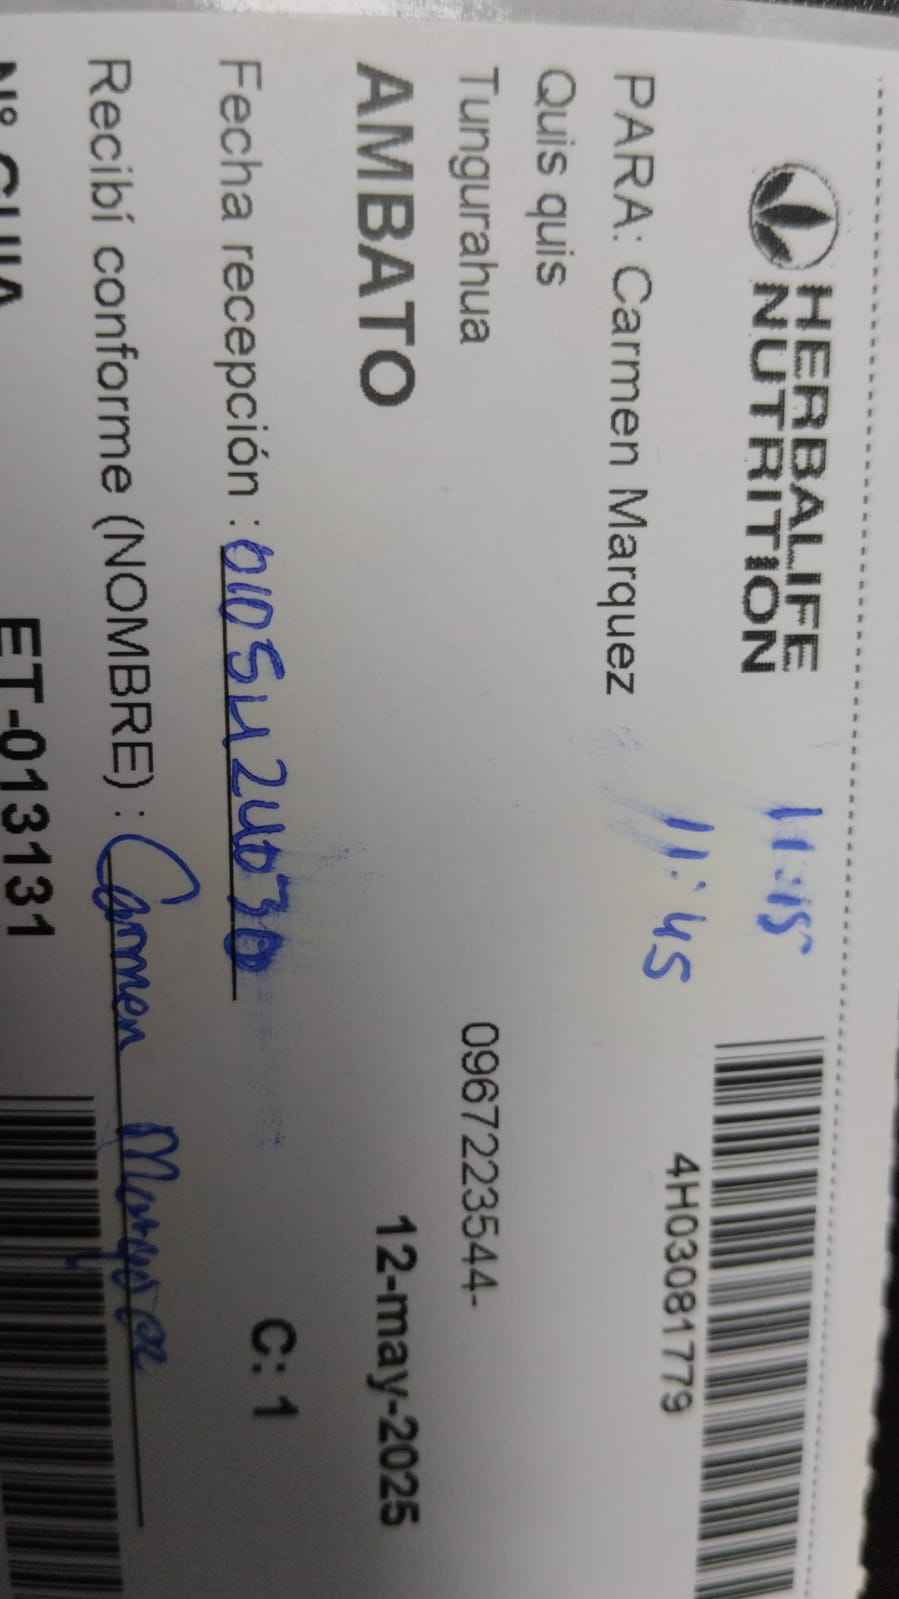 HERBALIFE
NUTRITION
11:15
4H03081779
PARA: Carmen Marquez
11:45
Quis quis
Tungurahua
0967223544-
AMBATO
12-may-2025
Fecha recepción :
C: 1
Recibí conforme (NOMBRE) : Carmen Marquez
N° GUIA
ET-013131